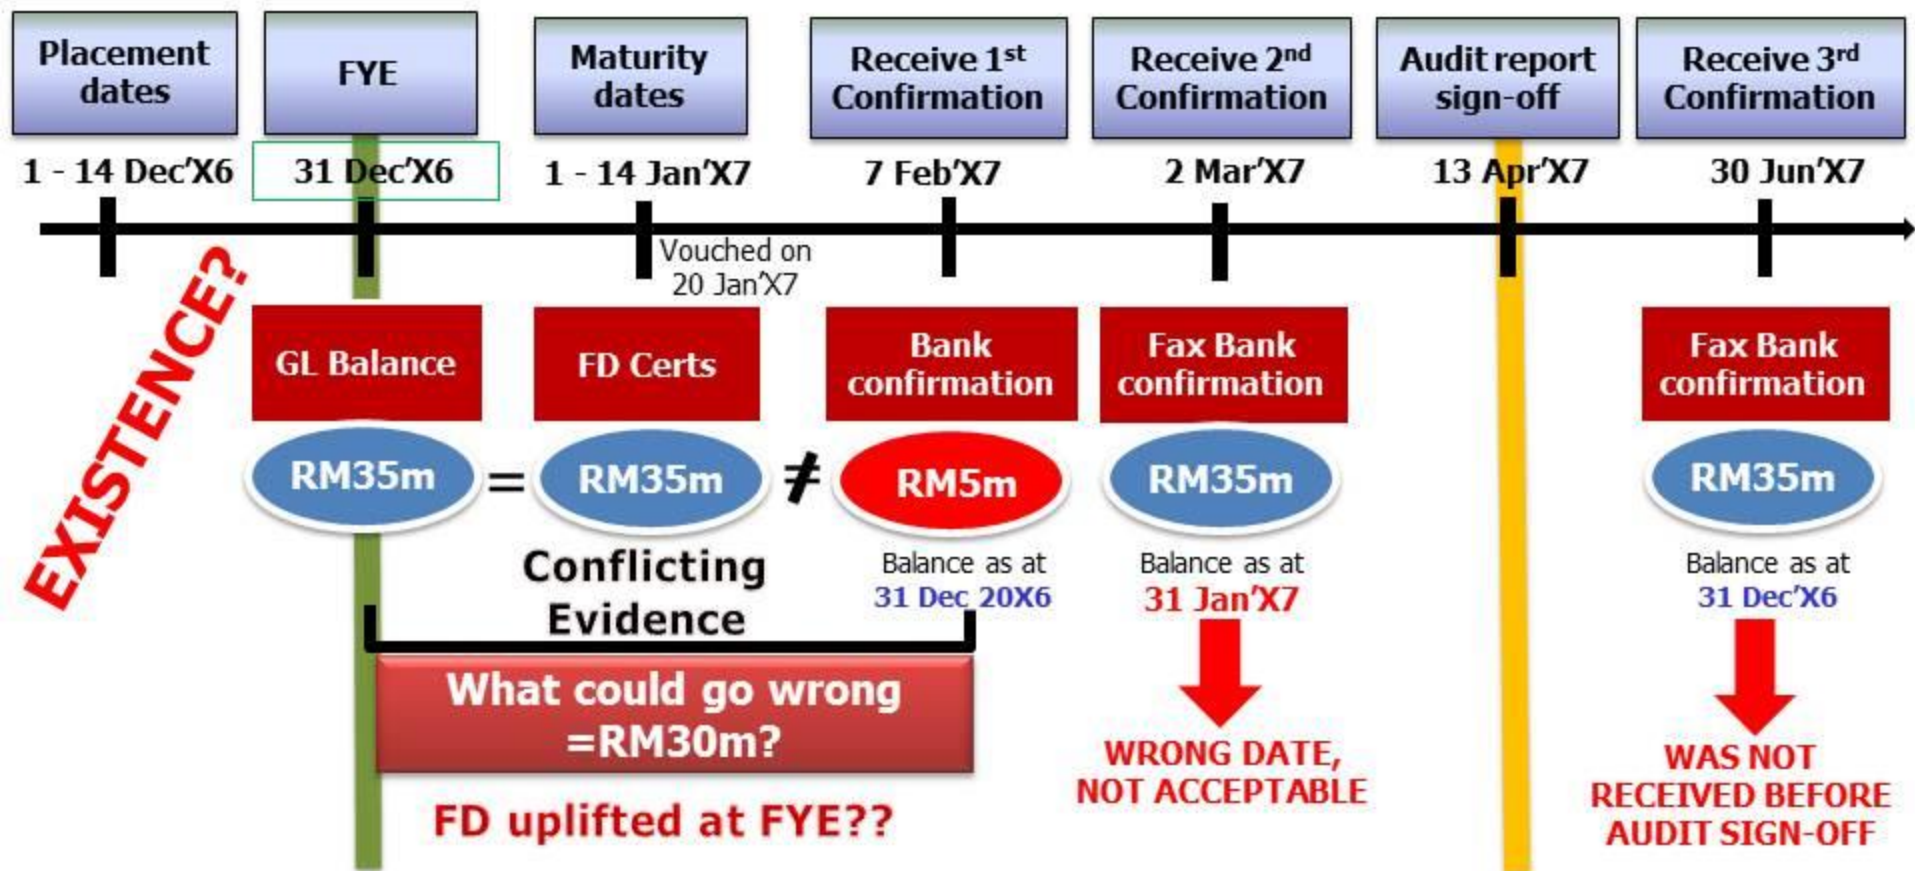 Placement
dates
FYE
Maturity
dates
Receive 1st
Confirmation
Receive 2nd
Confirmation
Audit report
sign-off
Receive 3rd
Confirmation
1 - 14 Dec’X6
31 Dec’X6
1 - 14 Jan’X7
7 Feb’X7
2 Mar’X7
13 Apr’X7
30 Jun’X7
Vouched on
20 Jan’X7
EXISTENCE?
GL Balance
FD Certs
Bank
confirmation
Fax Bank
confirmation
Fax Bank
confirmation
RM35m
=
RM35m
≠
RM5m
RM35m
RM35m
Conflicting
Evidence
Balance as at
31 Dec 20X6
Balance as at
31 Jan’X7
Balance as at
31 Dec’X6
What could go wrong
=RM30m?
FD uplifted at FYE??
WRONG DATE,
NOT ACCEPTABLE
WAS NOT
RECEIVED BEFORE
AUDIT SIGN-OFF